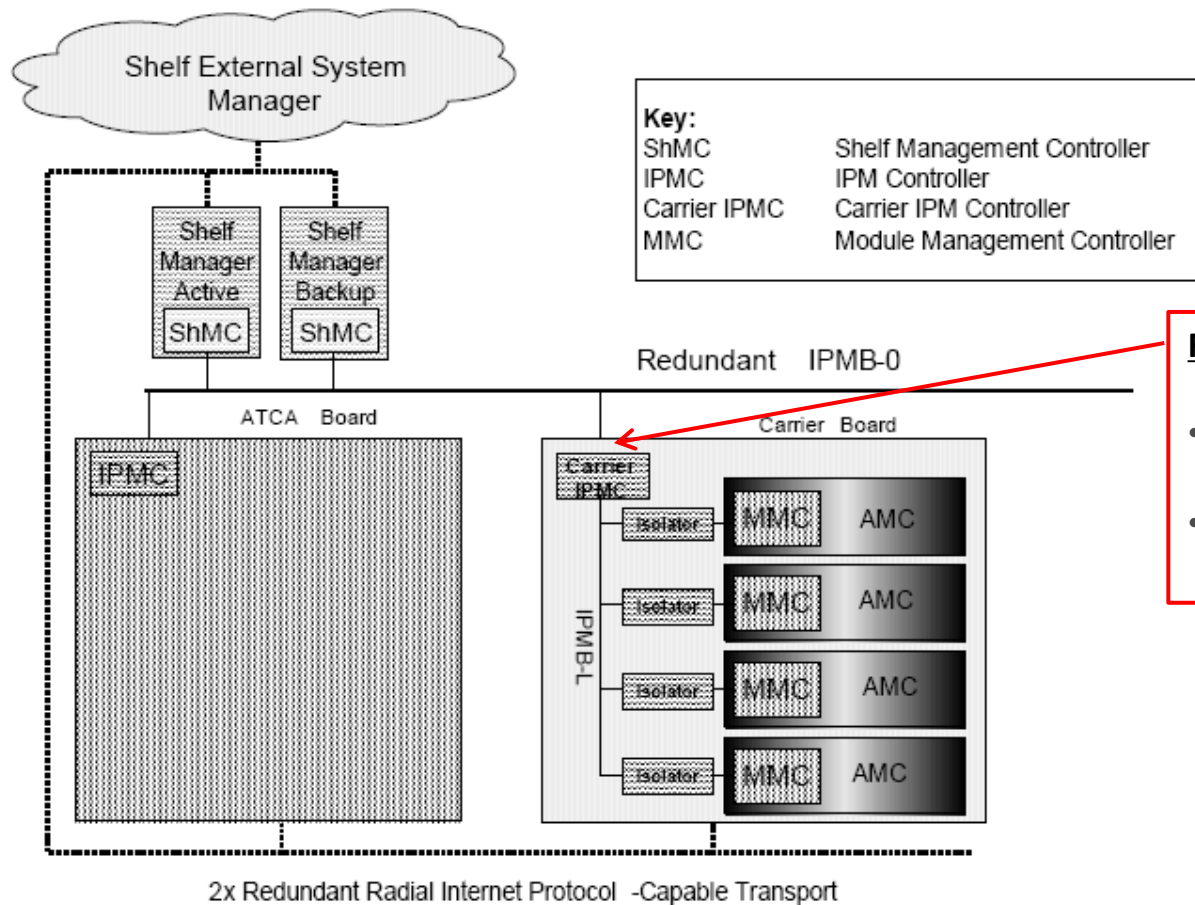 Shelf External System
Manager
Key:
ShMC Shelf Management Controller
IPMC IPM Controller
Carrier IPMC Carrier IPM Controller
MMC Module Management Controller
Shelf
Manager
Active
ShMC
Shelf
Manager
Backup
ShMC
Redundant IPMB-0
ATCA Board
Carrier Board
IPMC
Carrier
IPMC
Isolator
MMC AMC
Isolator
MMC AMC
IPMB-L
Isolator
MMC AMC
Isolator
MMC AMC
2x Redundant Radial Internet Protocol -Capable Transport